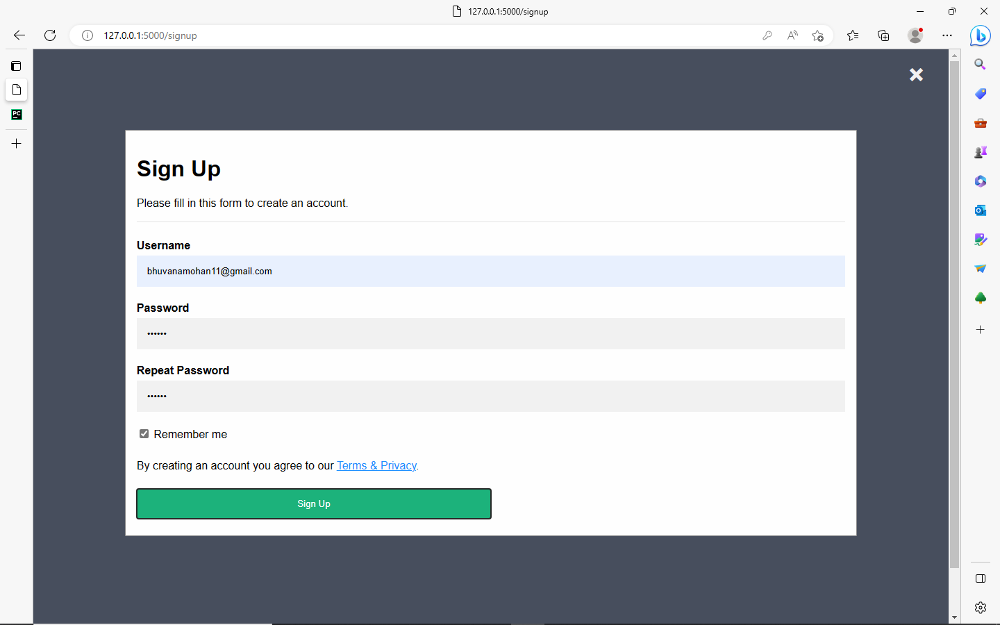 127.0.0.1:5000/signup
127.0.0.1:5000/signup
PC
Sign Up
Please fill in this form to create an account.
Username
bhuvanamohan11@gmail.com
Password
••••••
Repeat Password
••••••
Remember me
By creating an account you agree to our Terms & Privacy.
Sign Up